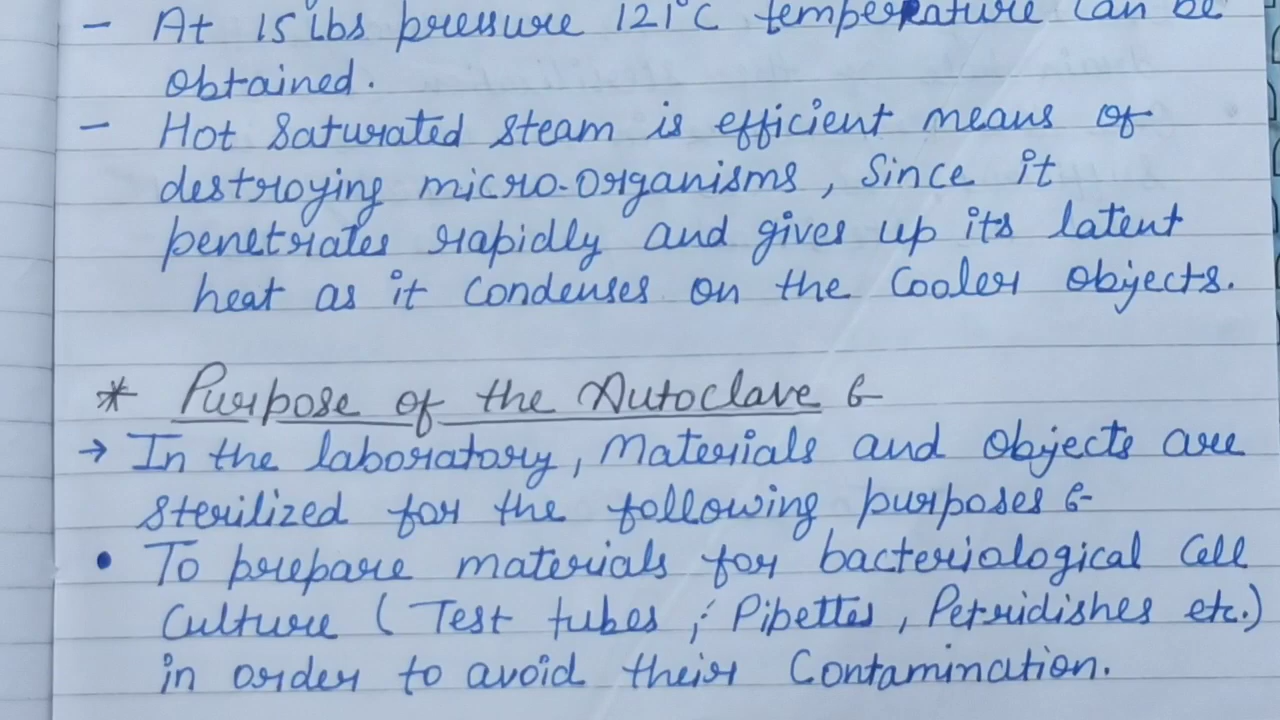 - At 15 lbs pressure 121°C temperature can be
obtained.
- Hot saturated steam is efficient means of
destroying micro-organisms, since it
penetrates rapidly and gives up its latent
heat as it condenses on the cooler objects.
* Purpose of the Autoclave :-
→ In the laboratory, Materials and objects are
sterilized for the following purposes :-
• To prepare materials for bacteriological Cell
Culture ( Test tubes, Pipettes, Petridishes etc.)
in order to avoid their Contamination.